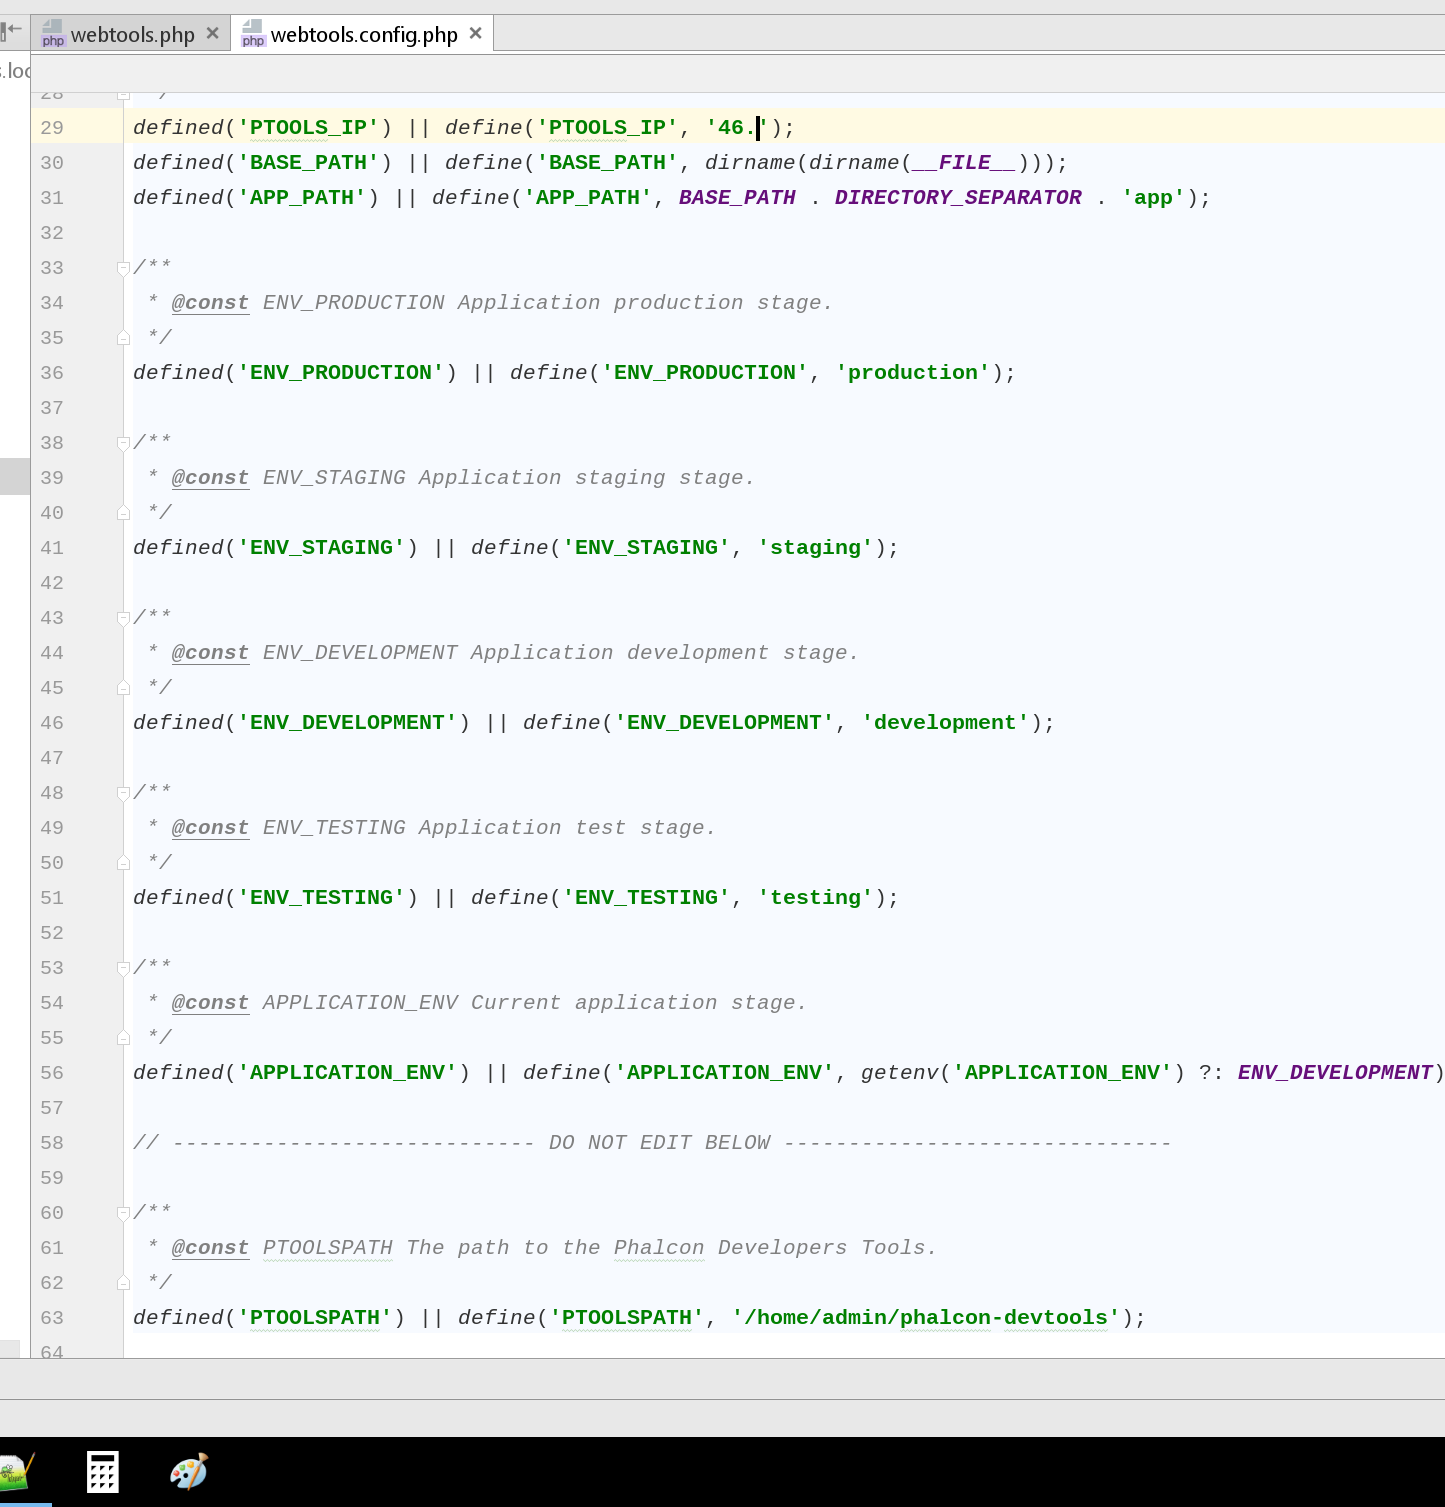 webtools.php
webtools.config.php
28
29 defined('PTOOLS_IP') || define('PTOOLS_IP', '46.');
30 defined('BASE_PATH') || define('BASE_PATH', dirname(dirname(__FILE__)));
31 defined('APP_PATH') || define('APP_PATH', BASE_PATH . DIRECTORY_SEPARATOR . 'app');
32
33 /**
34 * @const ENV_PRODUCTION Application production stage.
35 */
36 defined('ENV_PRODUCTION') || define('ENV_PRODUCTION', 'production');
37
38 /**
39 * @const ENV_STAGING Application staging stage.
40 */
41 defined('ENV_STAGING') || define('ENV_STAGING', 'staging');
42
43 /**
44 * @const ENV_DEVELOPMENT Application development stage.
45 */
46 defined('ENV_DEVELOPMENT') || define('ENV_DEVELOPMENT', 'development');
47
48 /**
49 * @const ENV_TESTING Application test stage.
50 */
51 defined('ENV_TESTING') || define('ENV_TESTING', 'testing');
52
53 /**
54 * @const APPLICATION_ENV Current application stage.
55 */
56 defined('APPLICATION_ENV') || define('APPLICATION_ENV', getenv('APPLICATION_ENV') ?: ENV_DEVELOPMENT)
57
58 // ---------------------------- DO NOT EDIT BELOW ------------------------------
59
60 /**
61 * @const PTOOLSPATH The path to the Phalcon Developers Tools.
62 */
63 defined('PTOOLSPATH') || define('PTOOLSPATH', '/home/admin/phalcon-devtools');
64